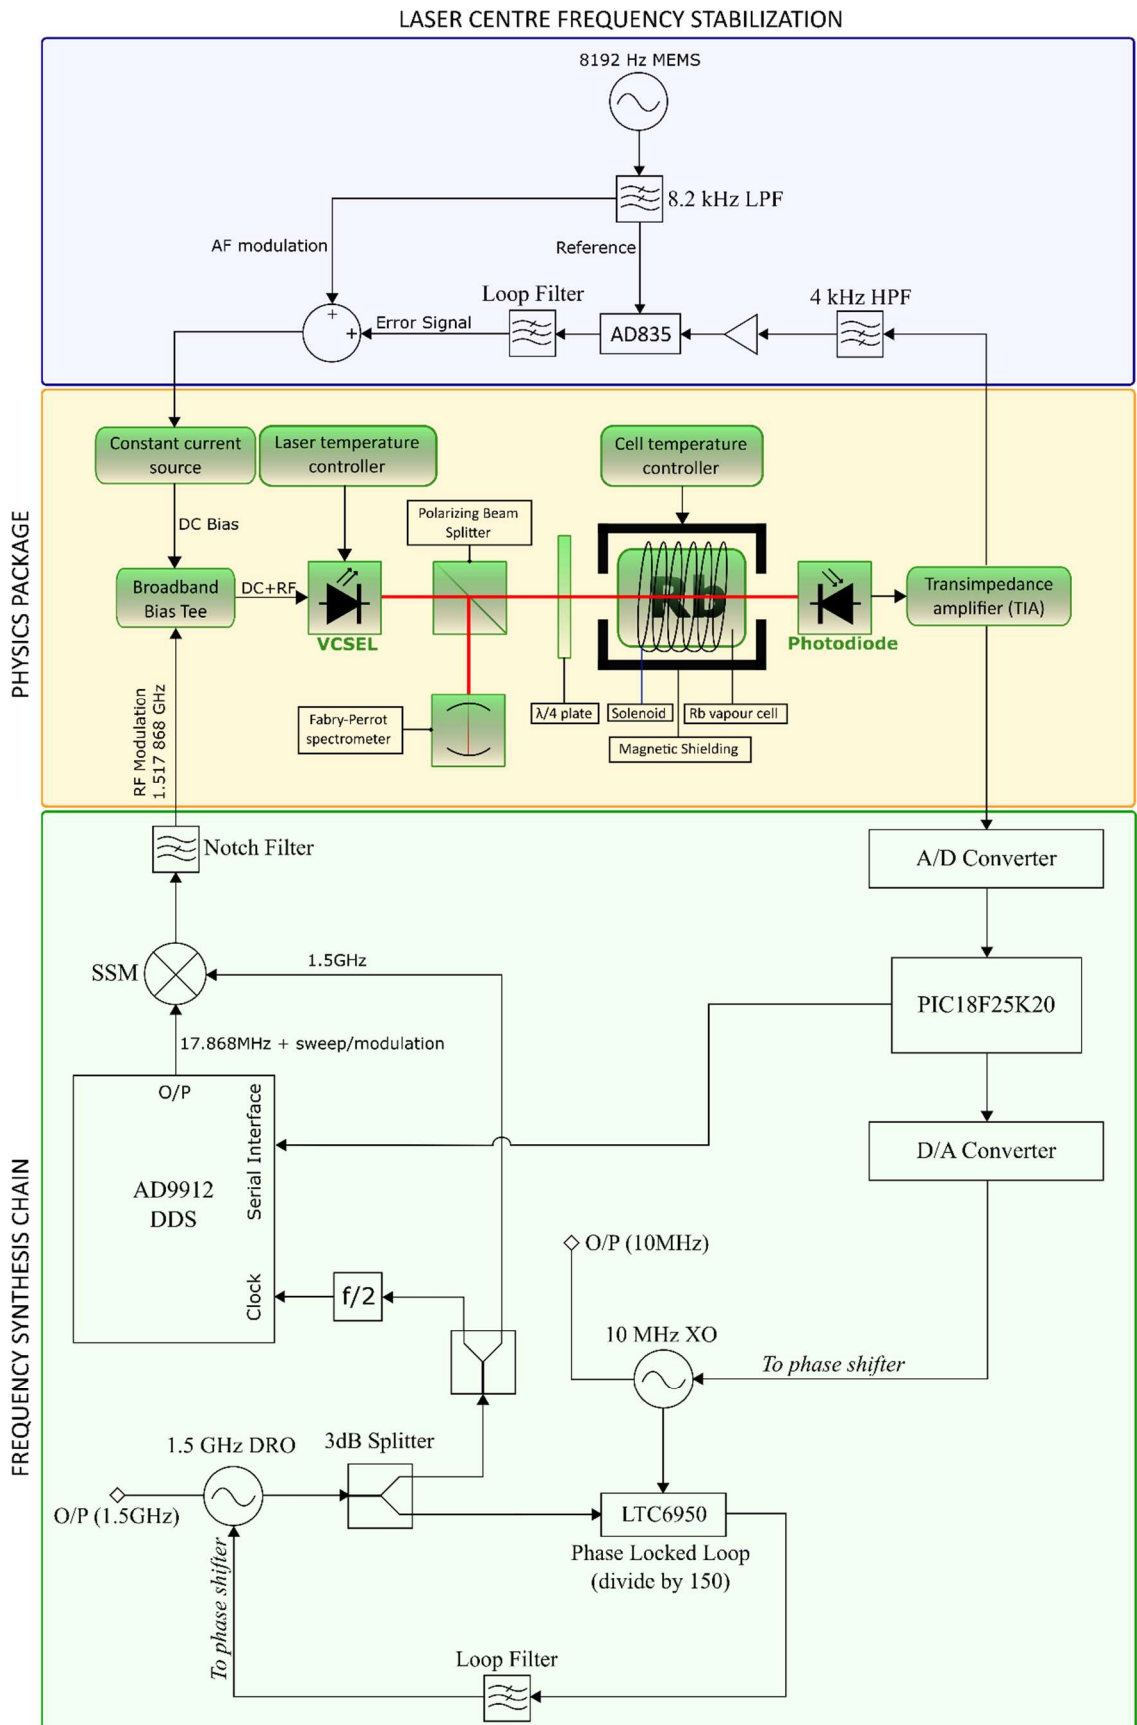 LASER CENTRE FREQUENCY STABILIZATION
8192 Hz MEMS
8.2 kHz LPF
AF modulation
Reference
Loop Filter
4 kHz HPF
+
+
Error Signal
AD835
PHYSICS PACKAGE
Constant current
source
Laser temperature
controller
Cell temperature
controller
DC Bias
Polarizing Beam
Splitter
Broadband
Bias Tee
DC+RF
VCSEL
Rb
Photodiode
Transimpedance
amplifier (TIA)
Fabry-Perrot
spectrometer
λ/4 plate
Solenoid
Rb vapour cell
Magnetic Shielding
RF Modulation
1.517 868 GHz
FREQUENCY SYNTHESIS CHAIN
Notch Filter
A/D Converter
SSM
1.5GHz
PIC18F25K20
17.868MHz + sweep/modulation
O/P
Serial Interface
AD9912
DDS
Clock
f/2
D/A Converter
O/P (10MHz)
10 MHz XO
To phase shifter
1.5 GHz DRO
3dB Splitter
O/P (1.5GHz)
LTC6950
Phase Locked Loop
(divide by 150)
To phase shifter
Loop Filter